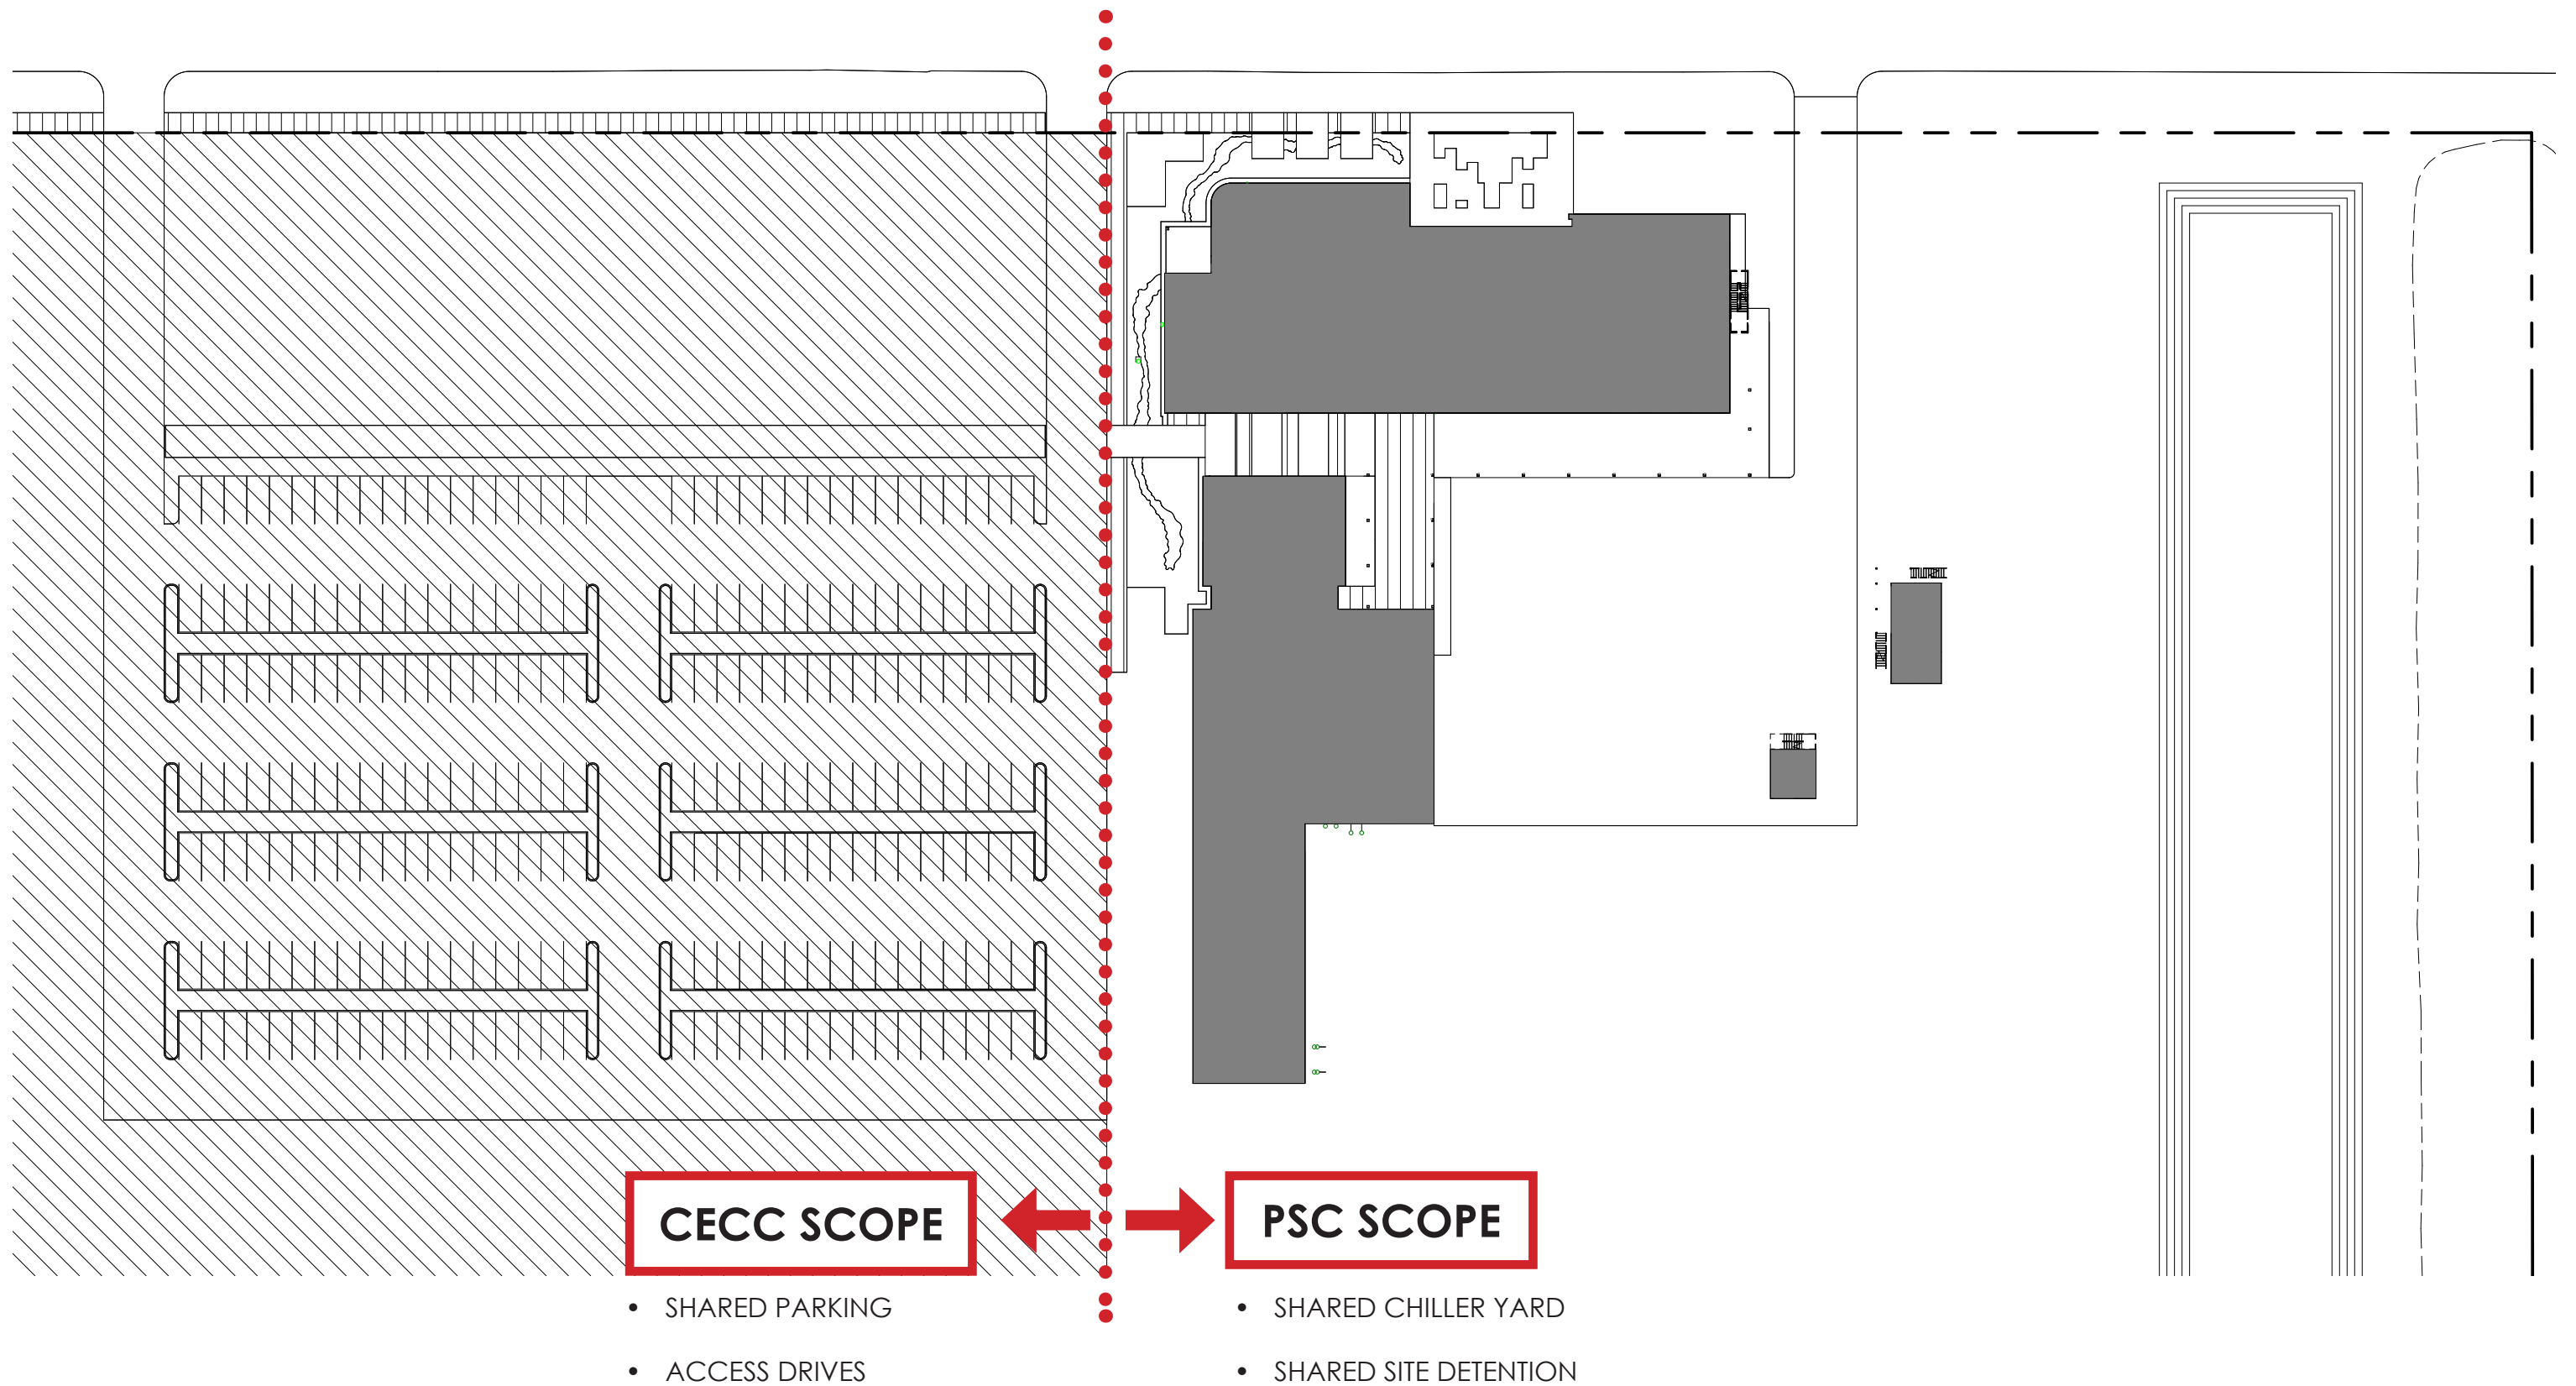 CECC SCOPE
• SHARED PARKING
• ACCESS DRIVES
PSC SCOPE
• SHARED CHILLER YARD
• SHARED SITE DETENTION